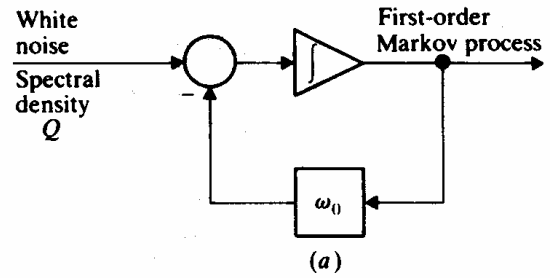 White
noise
Spectral
density
Q
First-order
Markov process
∫
−
ω₀
(a)